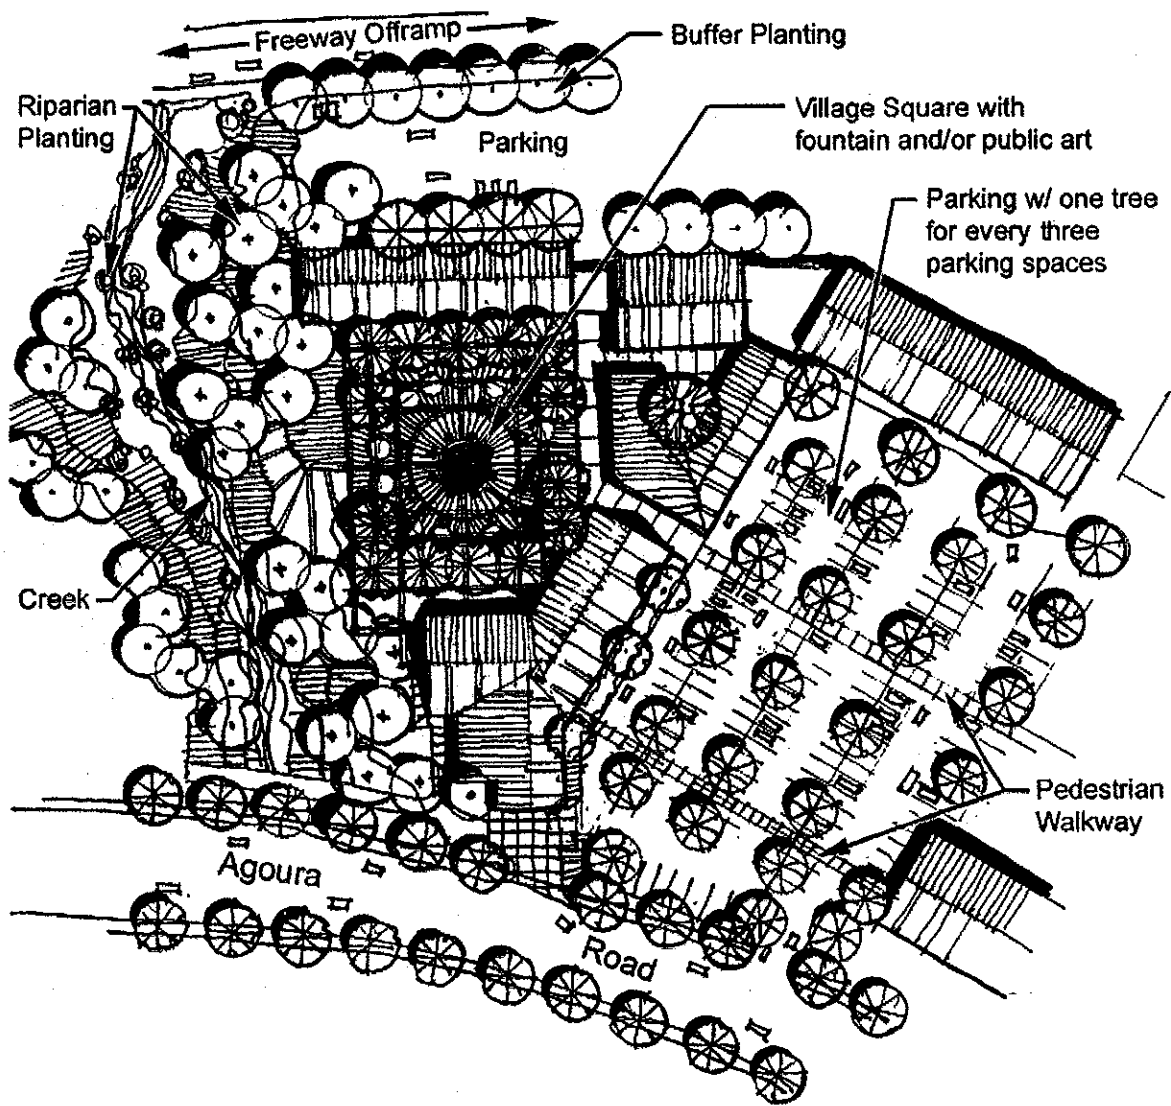 Freeway Offramp
Buffer Planting
Riparian
Planting
Village Square with
fountain and/or public art
Parking
Parking w/ one tree
for every three
parking spaces
Creek
Pedestrian
Walkway
Agoura
Road